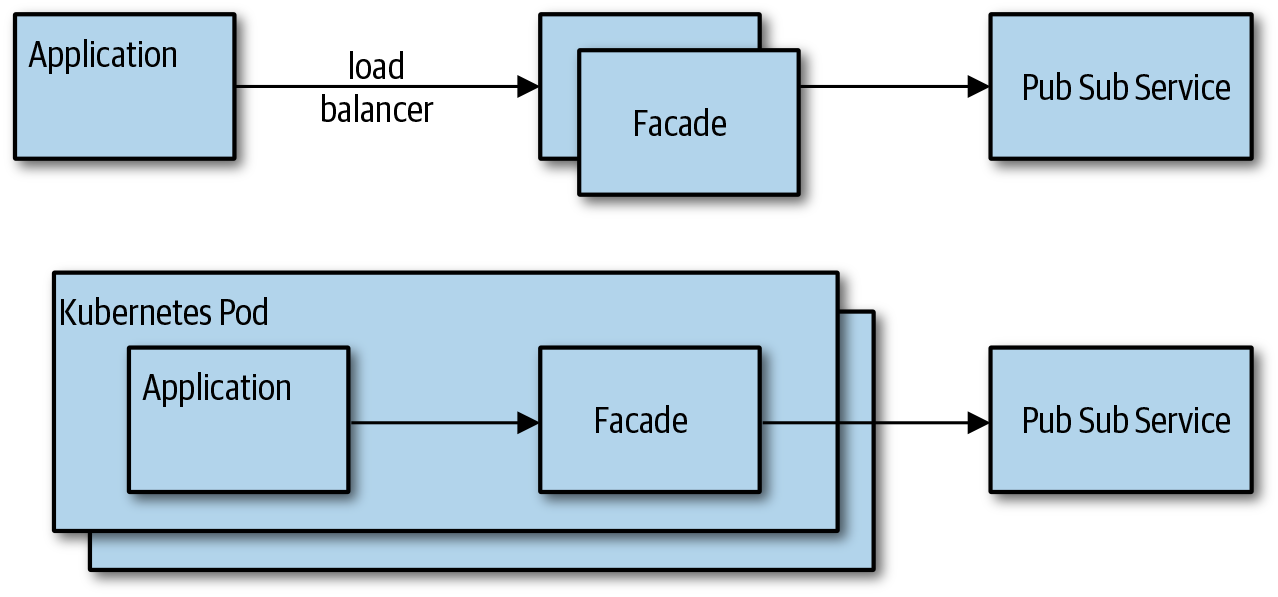 Application
load
balancer
Facade
Pub Sub Service
Kubernetes Pod
Application
Facade
Pub Sub Service